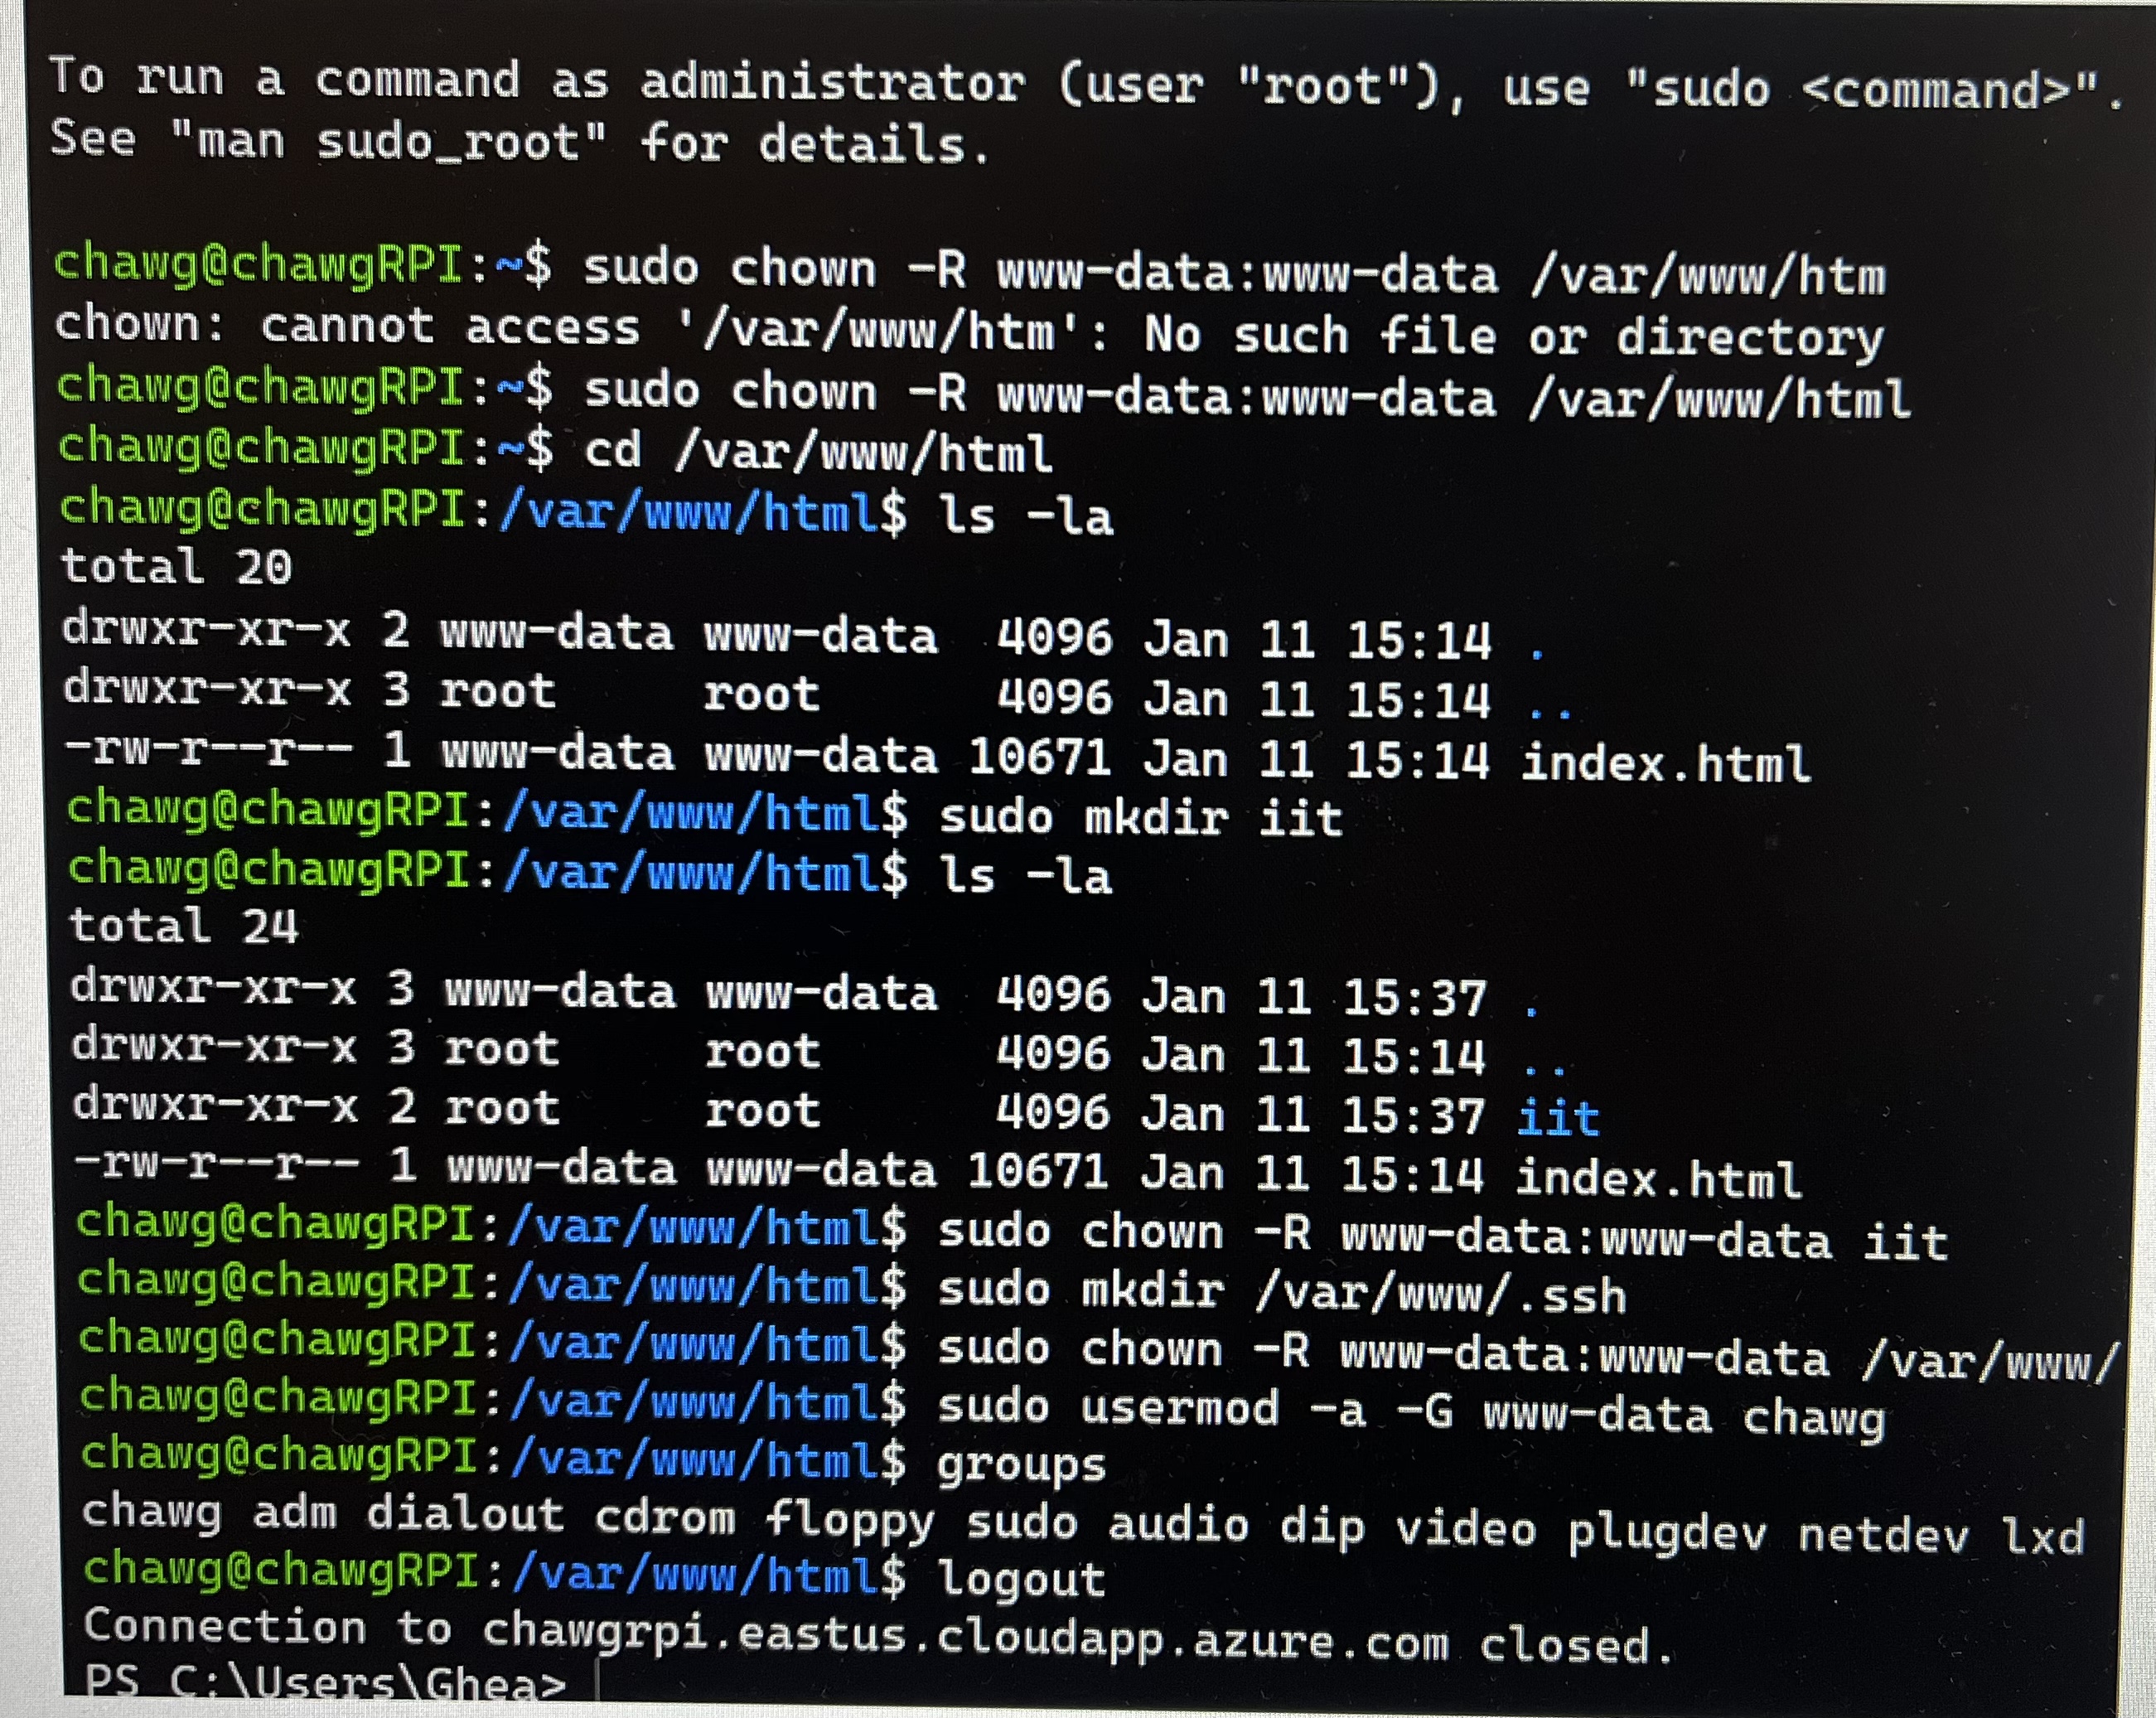 To run a command as administrator (user "root"), use "sudo <command>".
See "man sudo_root" for details.
chawg@chawgRPI:~$ sudo chown -R www-data:www-data /var/www/htm
chown: cannot access '/var/www/htm': No such file or directory
chawg@chawgRPI:~$ sudo chown -R www-data:www-data /var/www/html
chawg@chawgRPI:~$ cd /var/www/html
chawg@chawgRPI:/var/www/html$ ls -la
total 20
drwxr-xr-x 2 www-data www-data  4096 Jan 11 15:14 .
drwxr-xr-x 3 root     root      4096 Jan 11 15:14 ..
-rw-r--r-- 1 www-data www-data 10671 Jan 11 15:14 index.html
chawg@chawgRPI:/var/www/html$ sudo mkdir iit
chawg@chawgRPI:/var/www/html$ ls -la
total 24
drwxr-xr-x 3 www-data www-data  4096 Jan 11 15:37 .
drwxr-xr-x 3 root     root      4096 Jan 11 15:14 ..
drwxr-xr-x 2 root     root      4096 Jan 11 15:37 iit
-rw-r--r-- 1 www-data www-data 10671 Jan 11 15:14 index.html
chawg@chawgRPI:/var/www/html$ sudo chown -R www-data:www-data iit
chawg@chawgRPI:/var/www/html$ sudo mkdir /var/www/.ssh
chawg@chawgRPI:/var/www/html$ sudo chown -R www-data:www-data /var/www/
chawg@chawgRPI:/var/www/html$ sudo usermod -a -G www-data chawg
chawg@chawgRPI:/var/www/html$ groups
chawg adm dialout cdrom floppy sudo audio dip video plugdev netdev lxd
chawg@chawgRPI:/var/www/html$ logout
Connection to chawgrpi.eastus.cloudapp.azure.com closed.
PS C:\Users\Ghea>